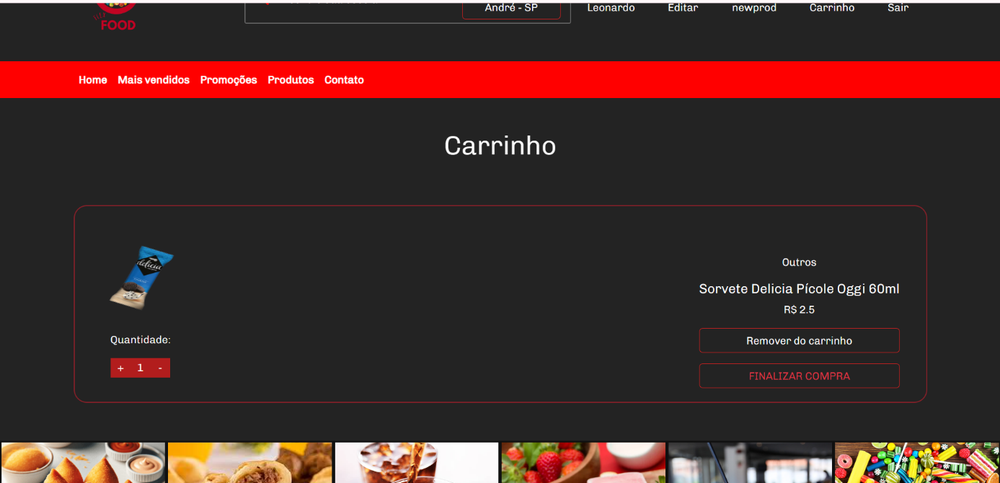 FOOD
André - SP
Leonardo Editar newprod Carrinho Sair
Home Mais vendidos Promoções Produtos Contato
Carrinho
delicia
Outros
Sorvete Delicia Pícole Oggi 60ml
R$ 2.5
Quantidade:
Remover do carrinho
+ 1 -
FINALIZAR COMPRA